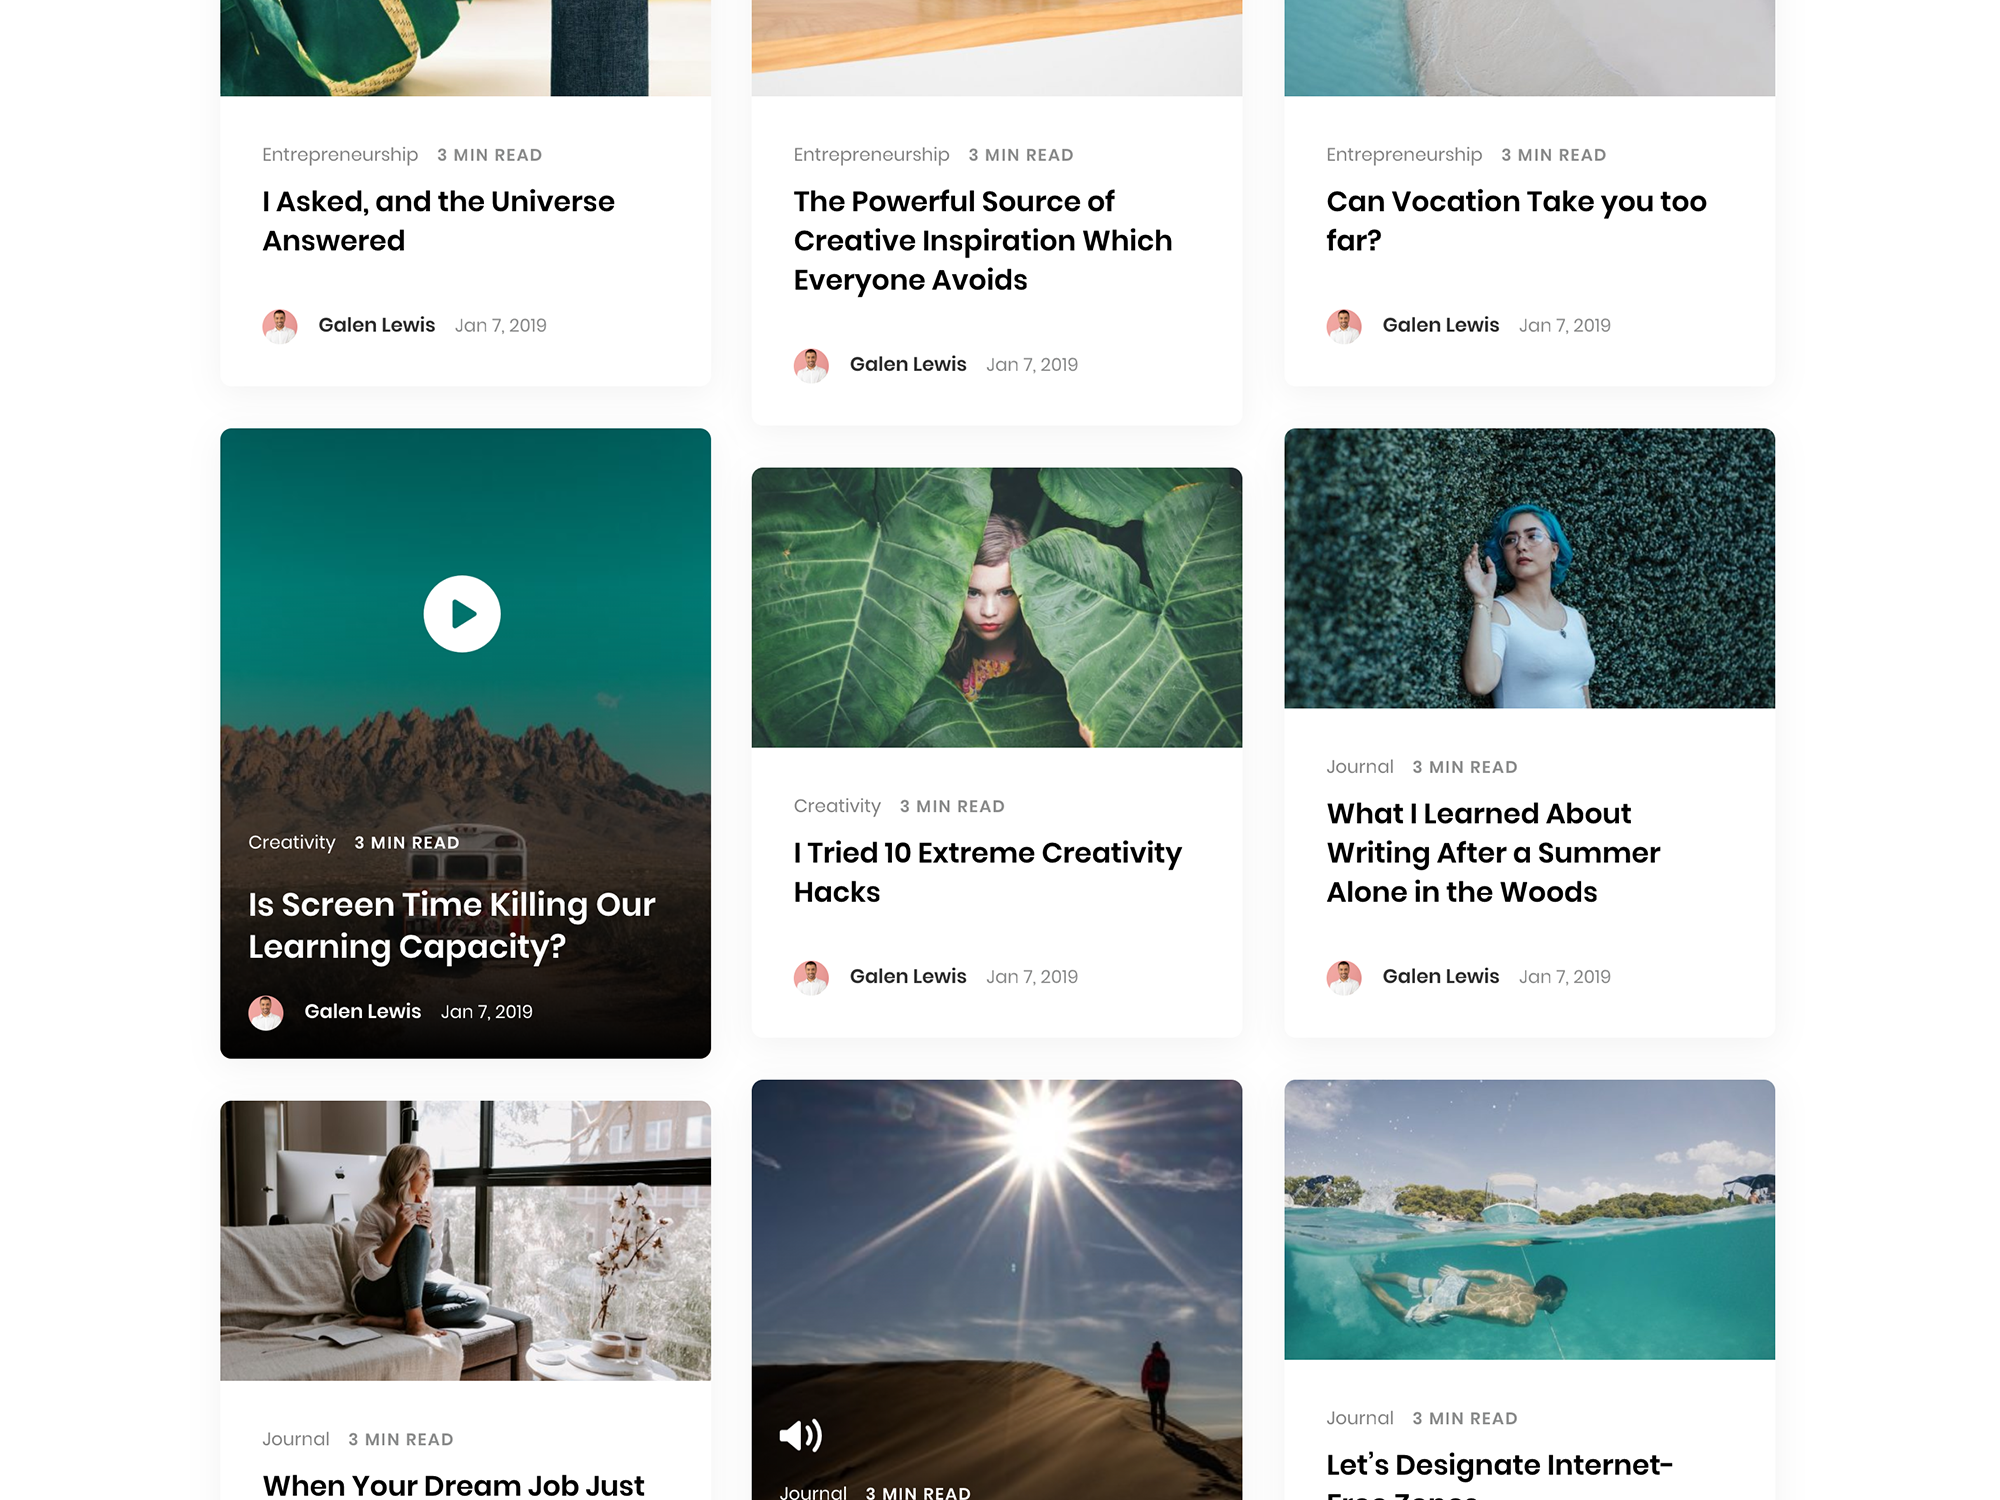 Entrepreneurship 3 MIN READ
I Asked, and the Universe
Answered
Galen Lewis Jan 7, 2019
Entrepreneurship 3 MIN READ
The Powerful Source of
Creative Inspiration Which
Everyone Avoids
Galen Lewis Jan 7, 2019
Entrepreneurship 3 MIN READ
Can Vocation Take you too
far?
Galen Lewis Jan 7, 2019
Creativity 3 MIN READ
Is Screen Time Killing Our
Learning Capacity?
Galen Lewis Jan 7, 2019
Creativity 3 MIN READ
I Tried 10 Extreme Creativity
Hacks
Galen Lewis Jan 7, 2019
Journal 3 MIN READ
What I Learned About
Writing After a Summer
Alone in the Woods
Galen Lewis Jan 7, 2019
Journal 3 MIN READ
When Your Dream Job Just
Journal 3 MIN READ
Journal 3 MIN READ
Let’s Designate Internet-
Free Zones